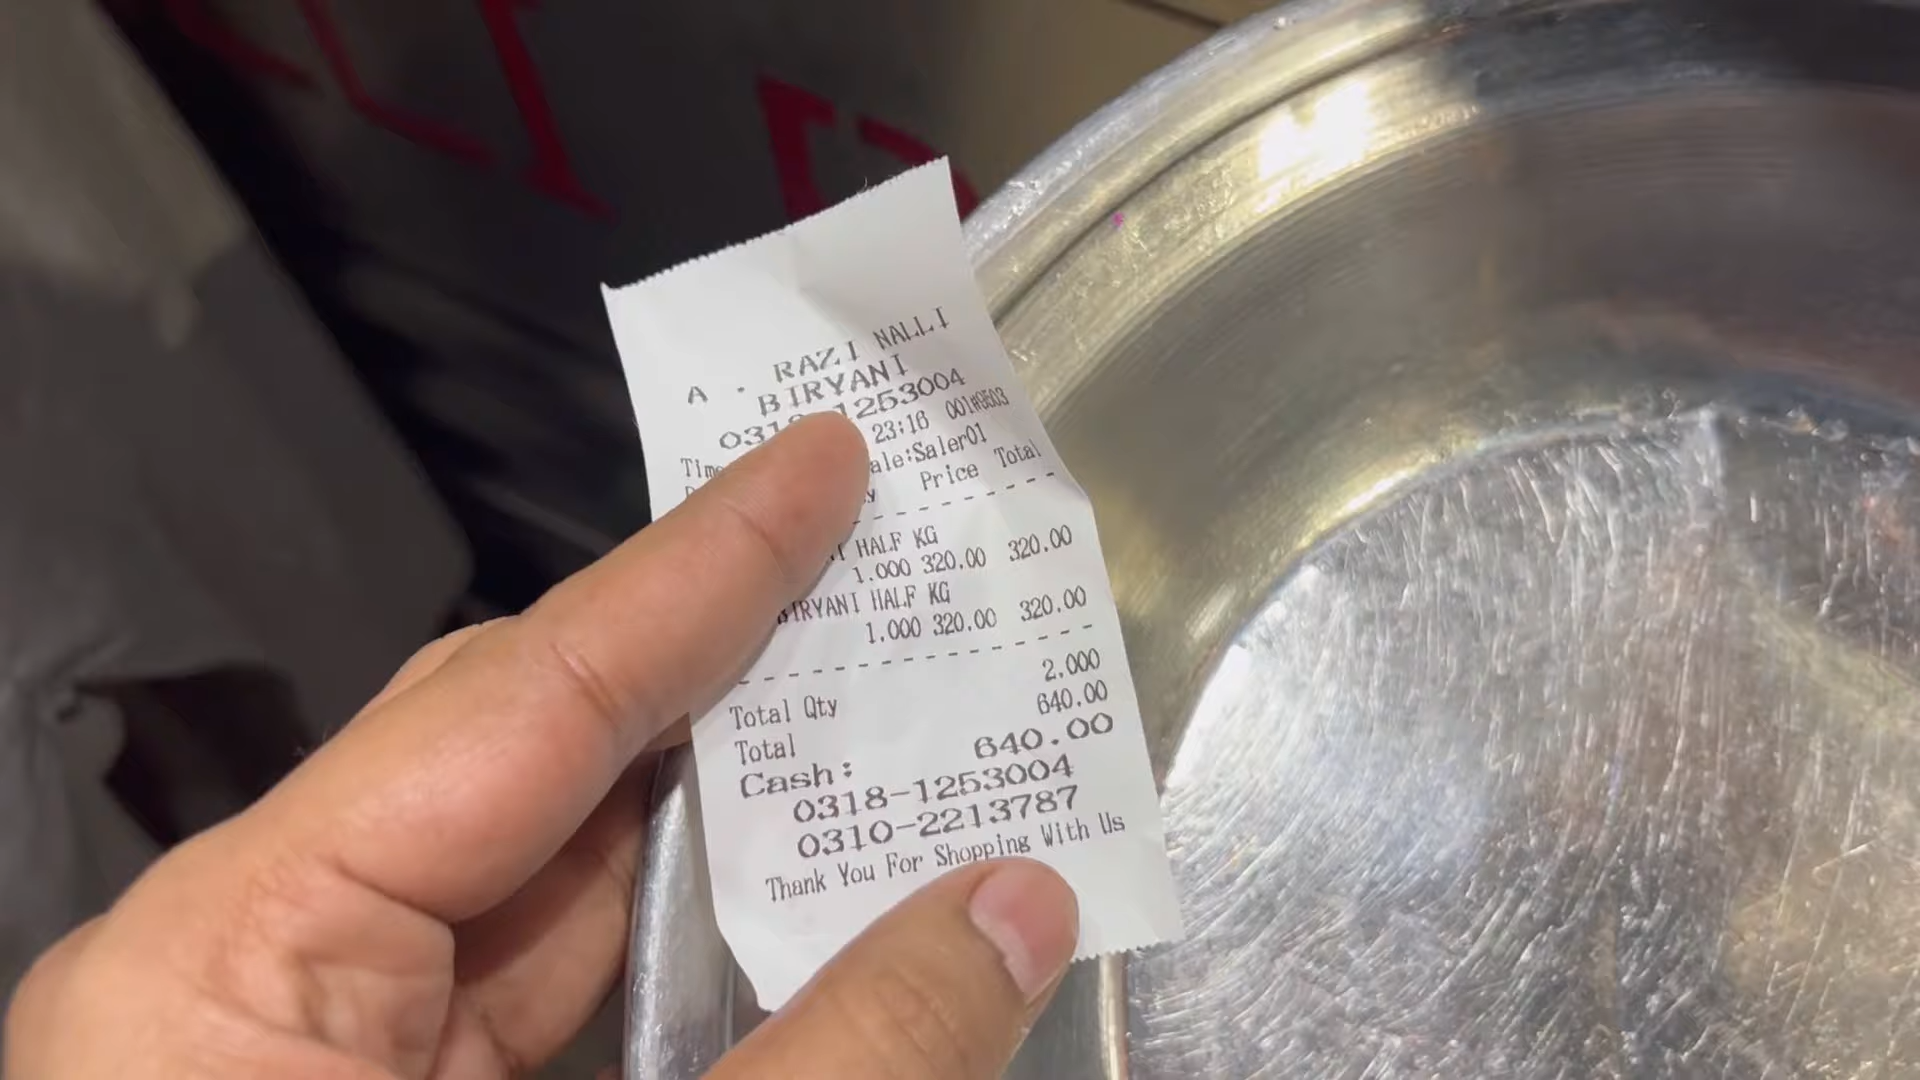 A . RAZI NALLI
BIRYANI
1253004
23:16 001#9503
Saler01
Price Total
HALF KG
1.000 320.00 320.00
BIRYANI HALF KG
1.000 320.00 320.00
2.000
Total Qty
640.00
Total
640.00
Cash:
0318-1253004
0310-2213787
Thank You For Shopping With Us